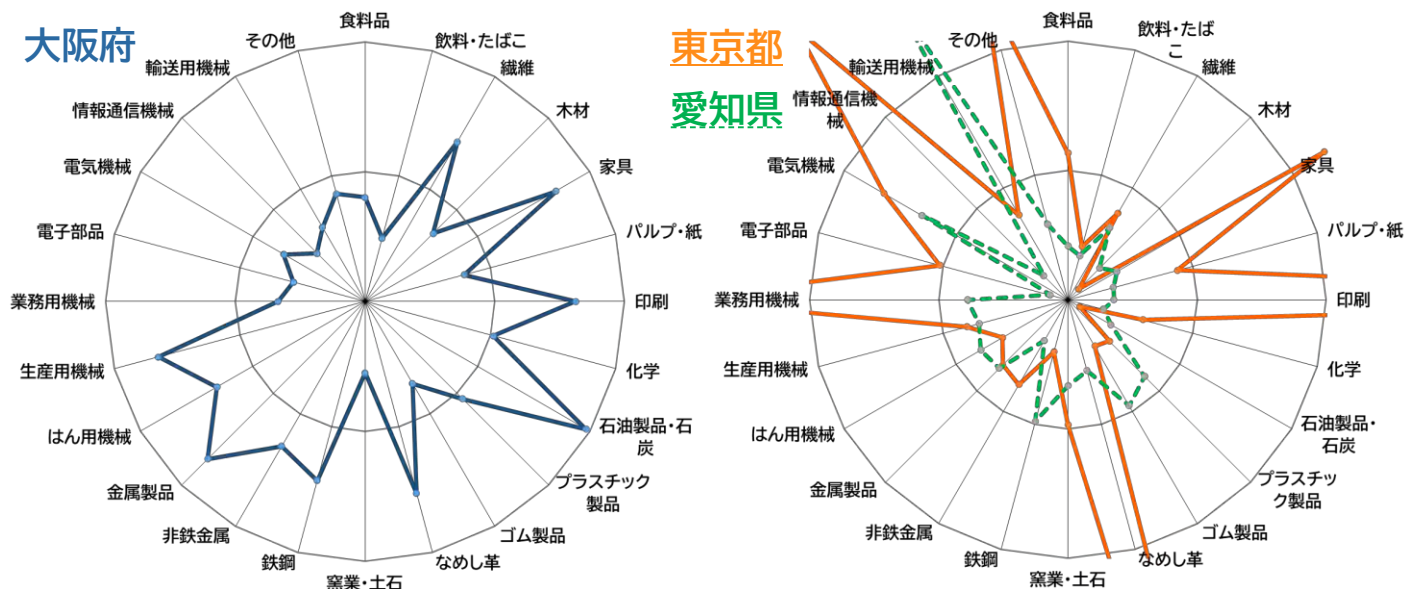 大阪府
食料品
飲料・たばこ
繊維
木材
家具
パルプ・紙
印刷
化学
石油製品・石
炭
プラスチック
製品
ゴム製品
なめし革
窯業・土石
鉄鋼
非鉄金属
金属製品
はん用機械
生産用機械
業務用機械
電子部品
電気機械
情報通信機械
輸送用機械
その他
東京都
愛知県
食料品
飲料・たば
こ
繊維
木材
家具
パルプ・紙
印刷
化学
石油製品・
石炭
プラスチッ
ク製品
ゴム製品
なめし革
窯業・土石
鉄鋼
非鉄金属
金属製品
はん用機械
生産用機械
業務用機械
電子部品
電気機械
情報通信機
械
輸送用機械
その他